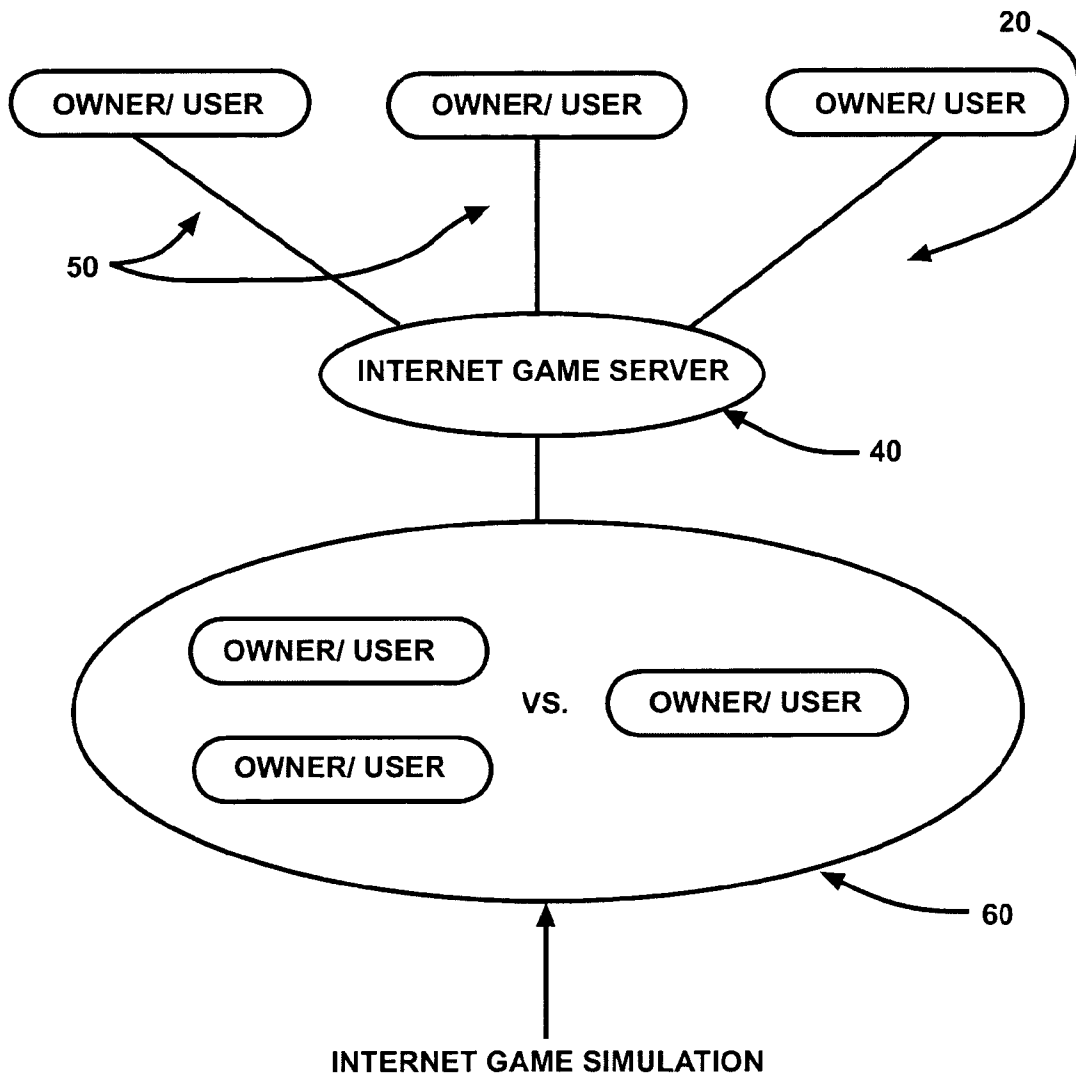 20
OWNER/ USER
OWNER/ USER
OWNER/ USER
50
INTERNET GAME SERVER
40
OWNER/ USER
VS.
OWNER/ USER
OWNER/ USER
60
INTERNET GAME SIMULATION